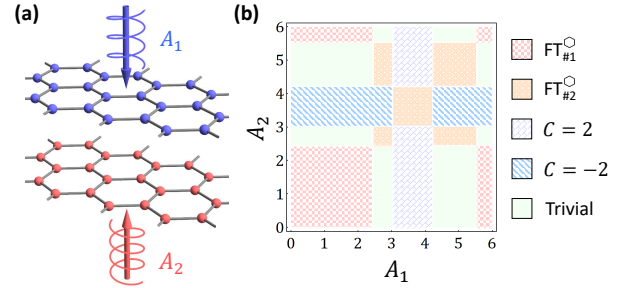 (a)
A₁
A₂
(b)
6
5
4
3
2
1
0
A₂
0 1 2 3 4 5 6
A₁
FT⬡#1
FT⬡#2
C = 2
C = −2
Trivial